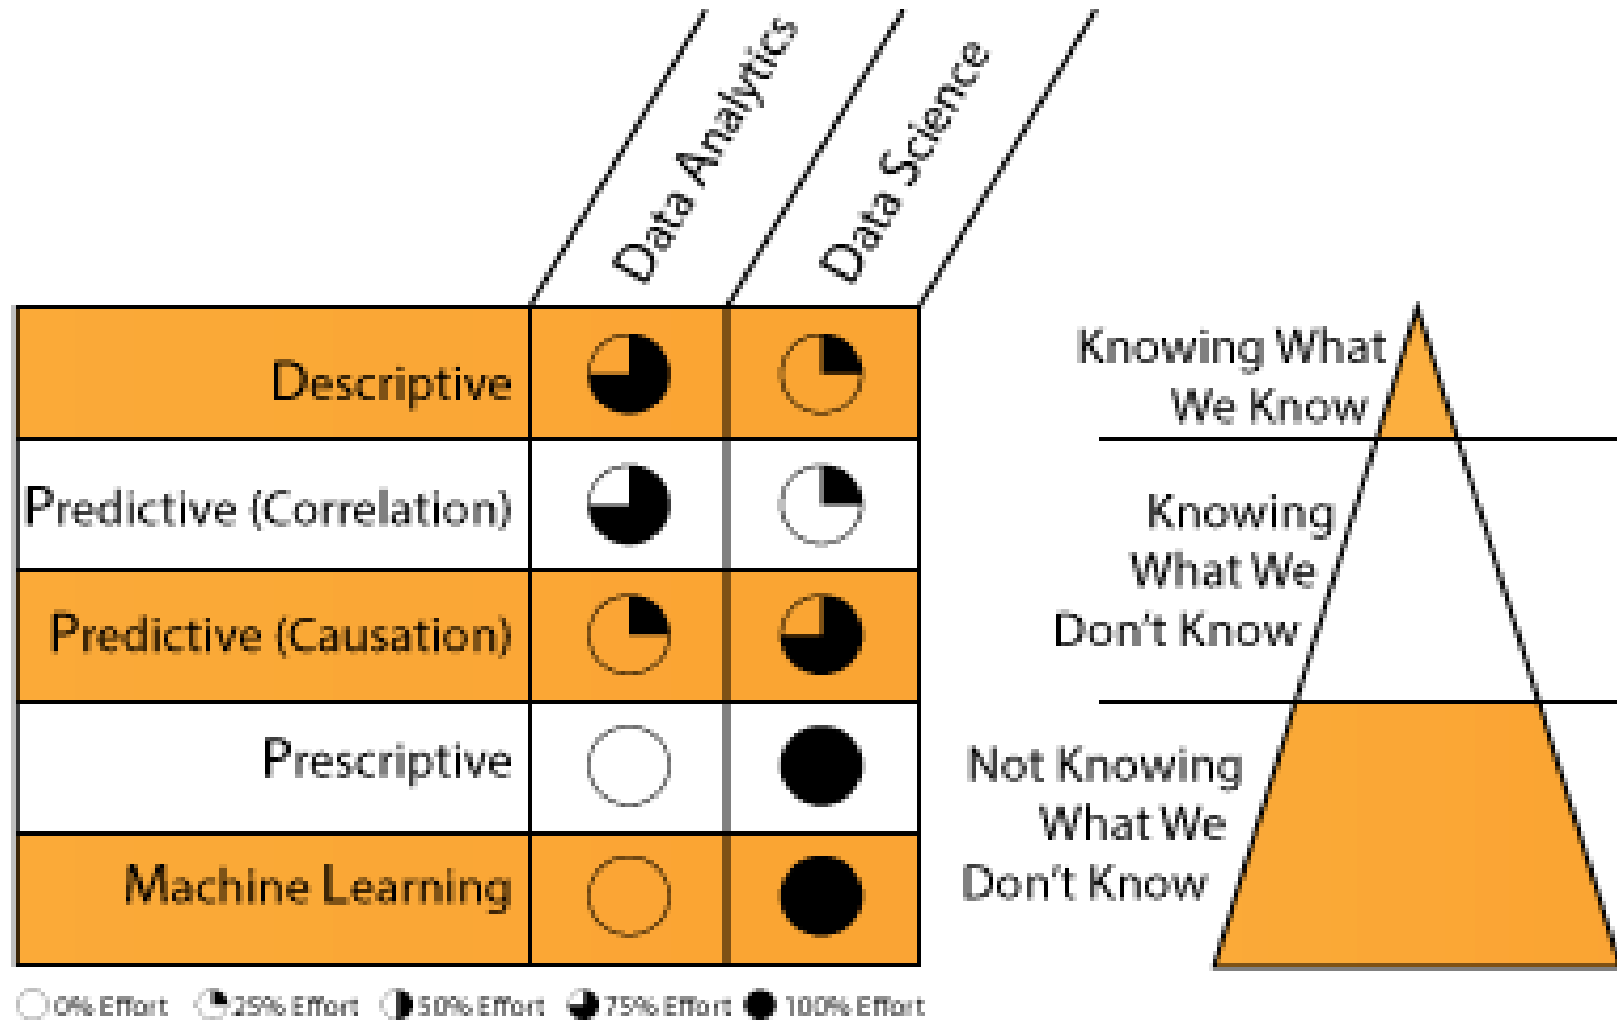 Data Analytics
Data Science
Descriptive
Predictive (Correlation)
Predictive (Causation)
Prescriptive
Machine Learning
0% Effort 25% Effort 50% Effort 75% Effort 100% Effort
Knowing What
We Know
Knowing
What We
Don't Know
Not Knowing
What We
Don't Know